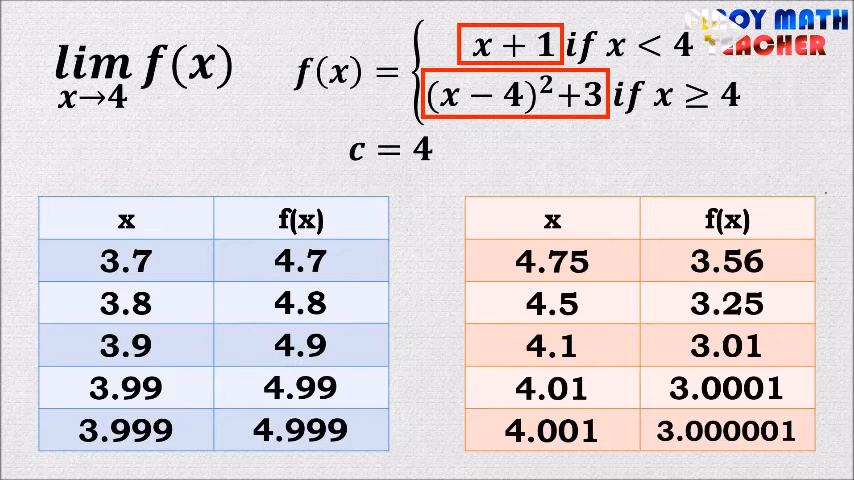 lim f(x)
x→4
f(x) = { x + 1 if x < 4
(x − 4)²+3 if x ≥ 4
c = 4
x f(x)
3.7 4.7
3.8 4.8
3.9 4.9
3.99 4.99
3.999 4.999
x f(x)
4.75 3.56
4.5 3.25
4.1 3.01
4.01 3.0001
4.001 3.000001
MATH
TEACHER